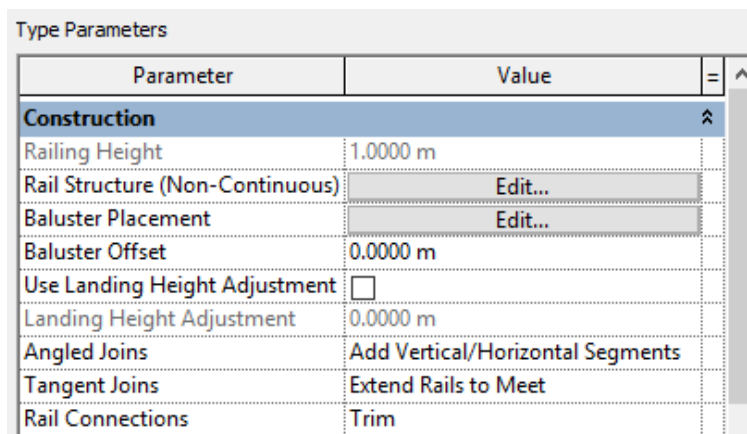 Type Parameters
Parameter Value =
Construction
Railing Height 1.0000 m
Rail Structure (Non-Continuous) Edit...
Baluster Placement Edit...
Baluster Offset 0.0000 m
Use Landing Height Adjustment
Landing Height Adjustment 0.0000 m
Angled Joins Add Vertical/Horizontal Segments
Tangent Joins Extend Rails to Meet
Rail Connections Trim